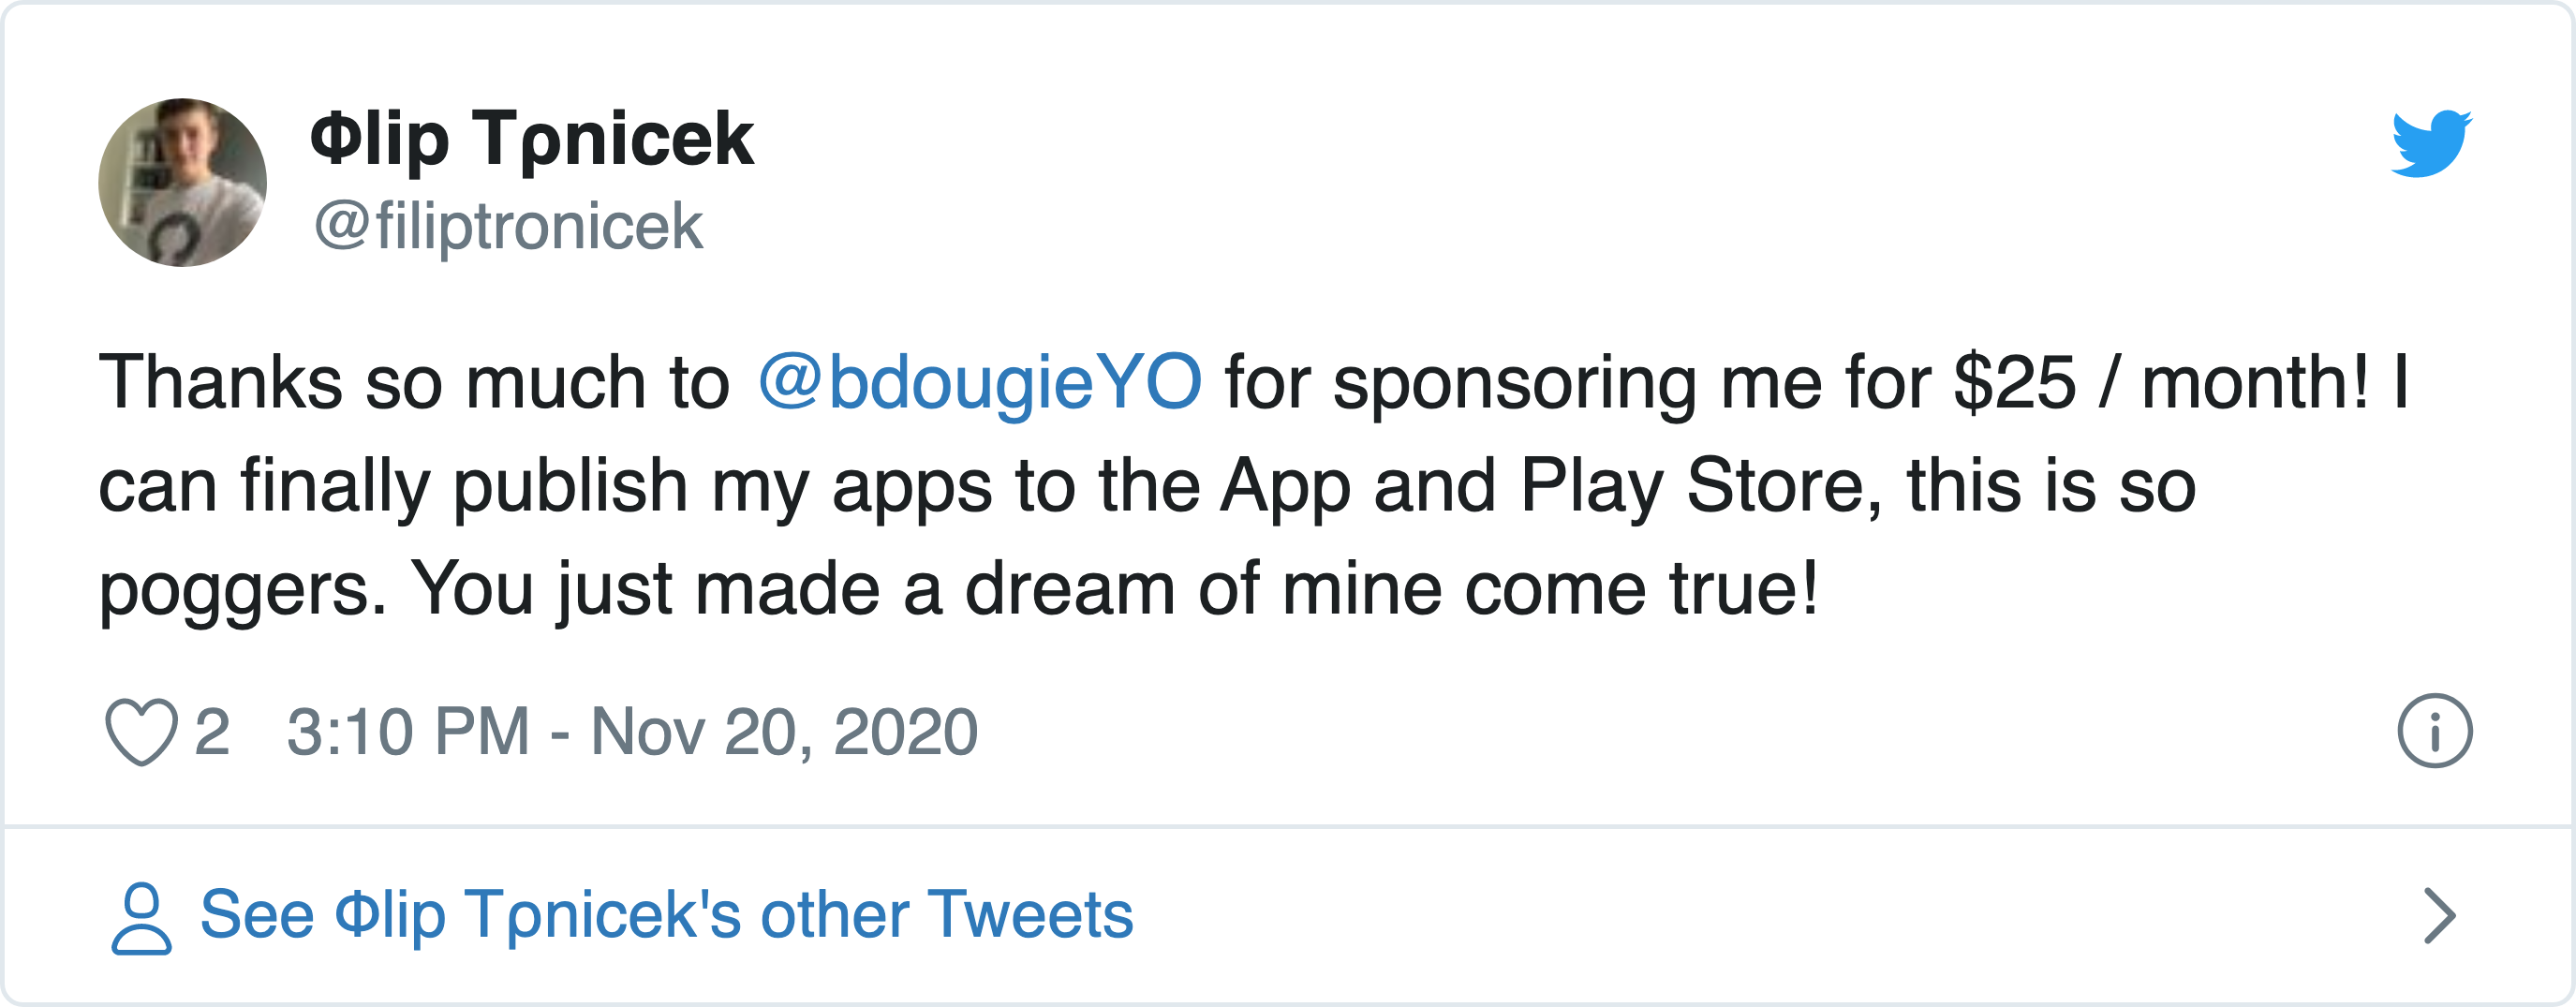 Φlip Tρnicek
@filiptronicek
Thanks so much to @bdougieYO for sponsoring me for $25 / month! I
can finally publish my apps to the App and Play Store, this is so
poggers. You just made a dream of mine come true!
2 3:10 PM - Nov 20, 2020
See Φlip Tρnicek's other Tweets